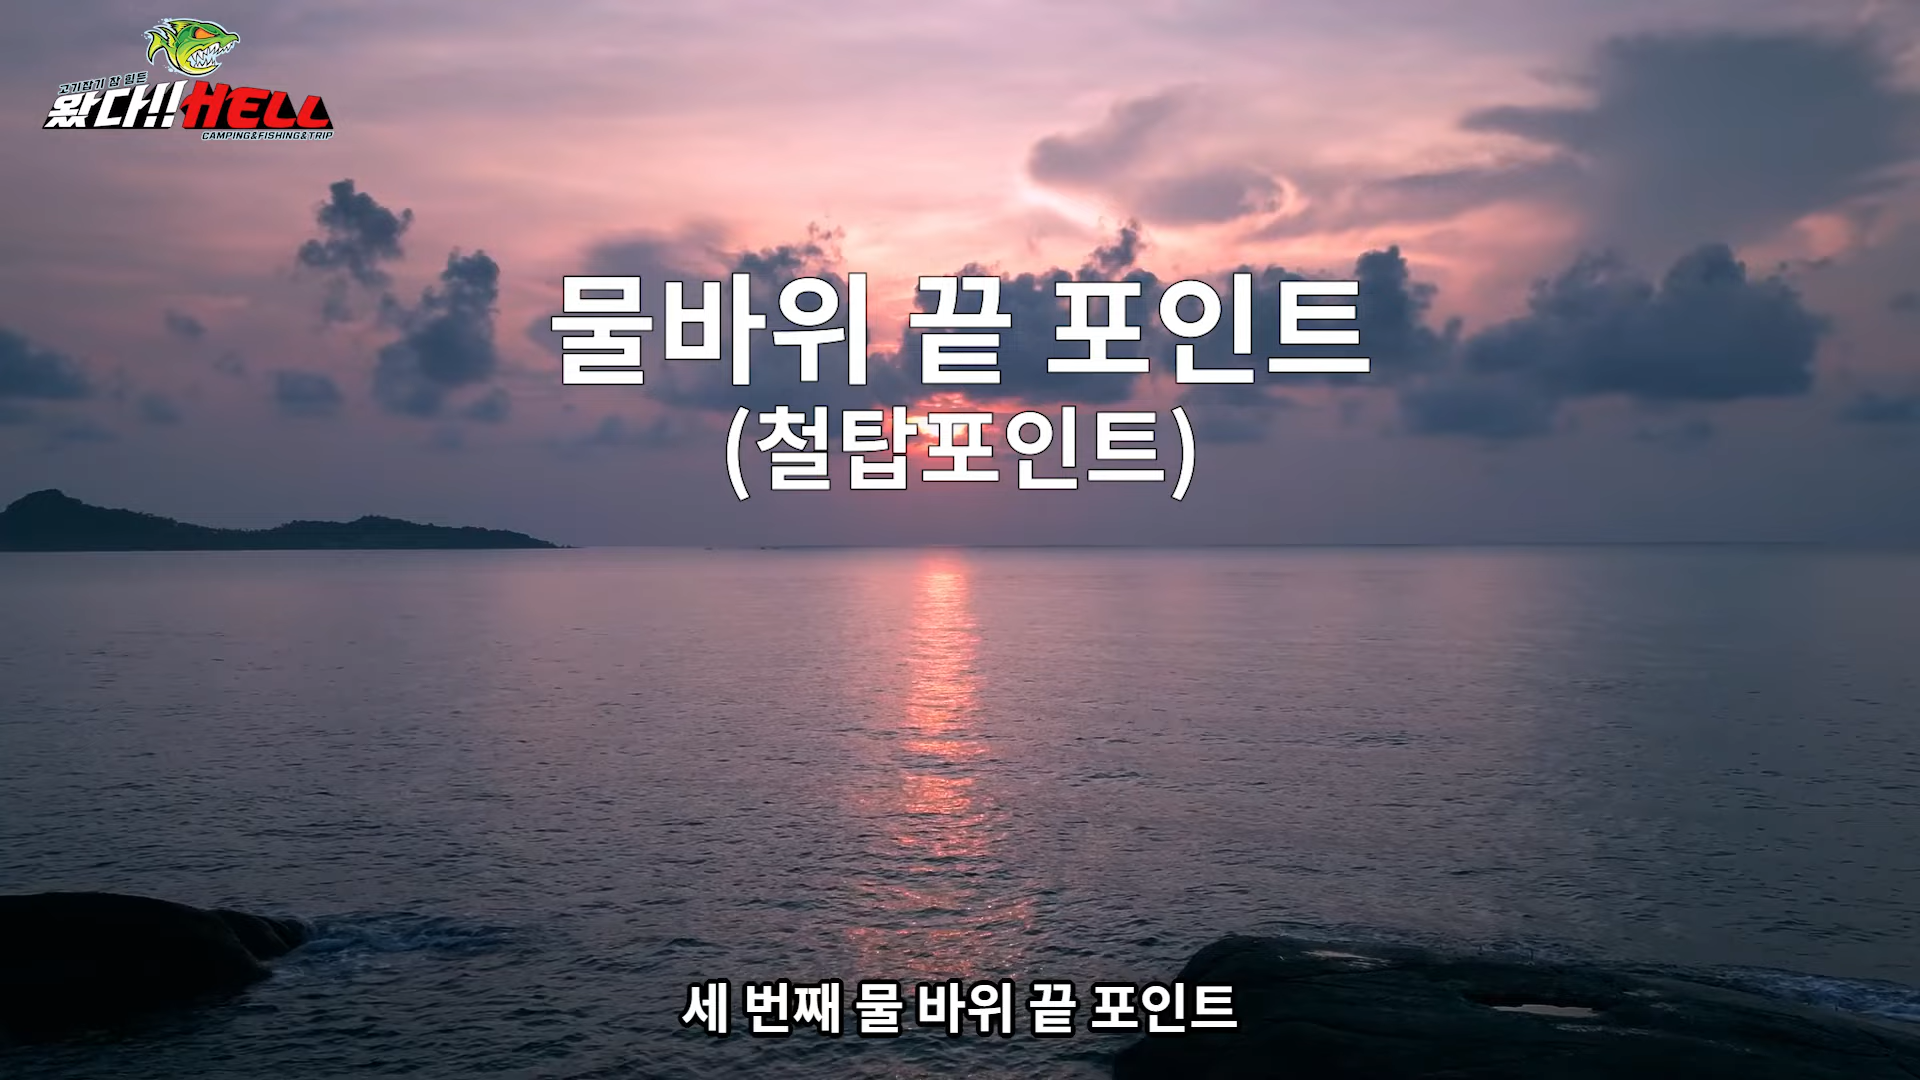 고기잡기 참 힘든
왔다!!HELL
CAMPING&FISHING&TRIP
물바위 끝 포인트
(철탑포인트)
세 번째 물 바위 끝 포인트